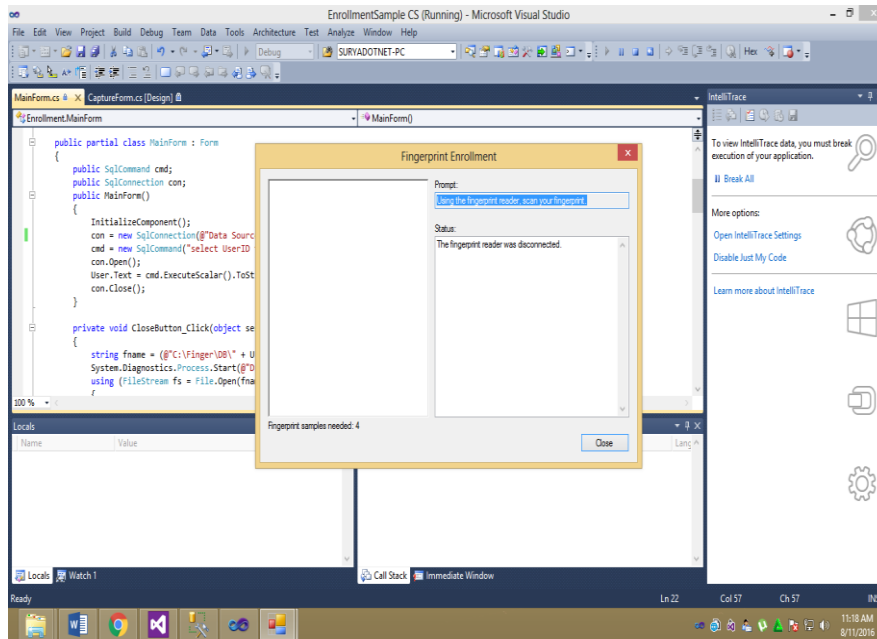 EnrollmentSample CS (Running) - Microsoft Visual Studio
File Edit View Project Build Debug Team Data Tools Architecture Test Analyze Window Help
Debug SURYADOTNET-PC Hex
MainForm.cs CaptureForm.cs [Design]
IntelliTrace
Enrollment.MainForm MainForm()
public partial class MainForm : Form
{
public SqlCommand cmd;
public SqlConnection con;
public MainForm()
{
InitializeComponent();
con = new SqlConnection(@"Data Sourc
cmd = new SqlCommand("select UserID
con.Open();
User.Text = cmd.ExecuteScalar().ToSt
con.Close();
}
private void CloseButton_Click(object se
{
string fname = (@"C:\Finger\DB\" + U
System.Diagnostics.Process.Start(@"D
using (FileStream fs = File.Open(fna
{
100 %
Fingerprint Enrollment
Prompt:
Using the fingerprint reader, scan your fingerprint.
Status:
The fingerprint reader was disconnected.
Fingerprint samples needed: 4
Close
To view IntelliTrace data, you must break
execution of your application.
Break All
More options:
Open IntelliTrace Settings
Disable Just My Code
Learn more about IntelliTrace
Locals
Name Value Lang
Locals Watch 1
Call Stack Immediate Window
Ready Ln 22 Col 57 Ch 57 IN
11:18 AM
8/11/2016